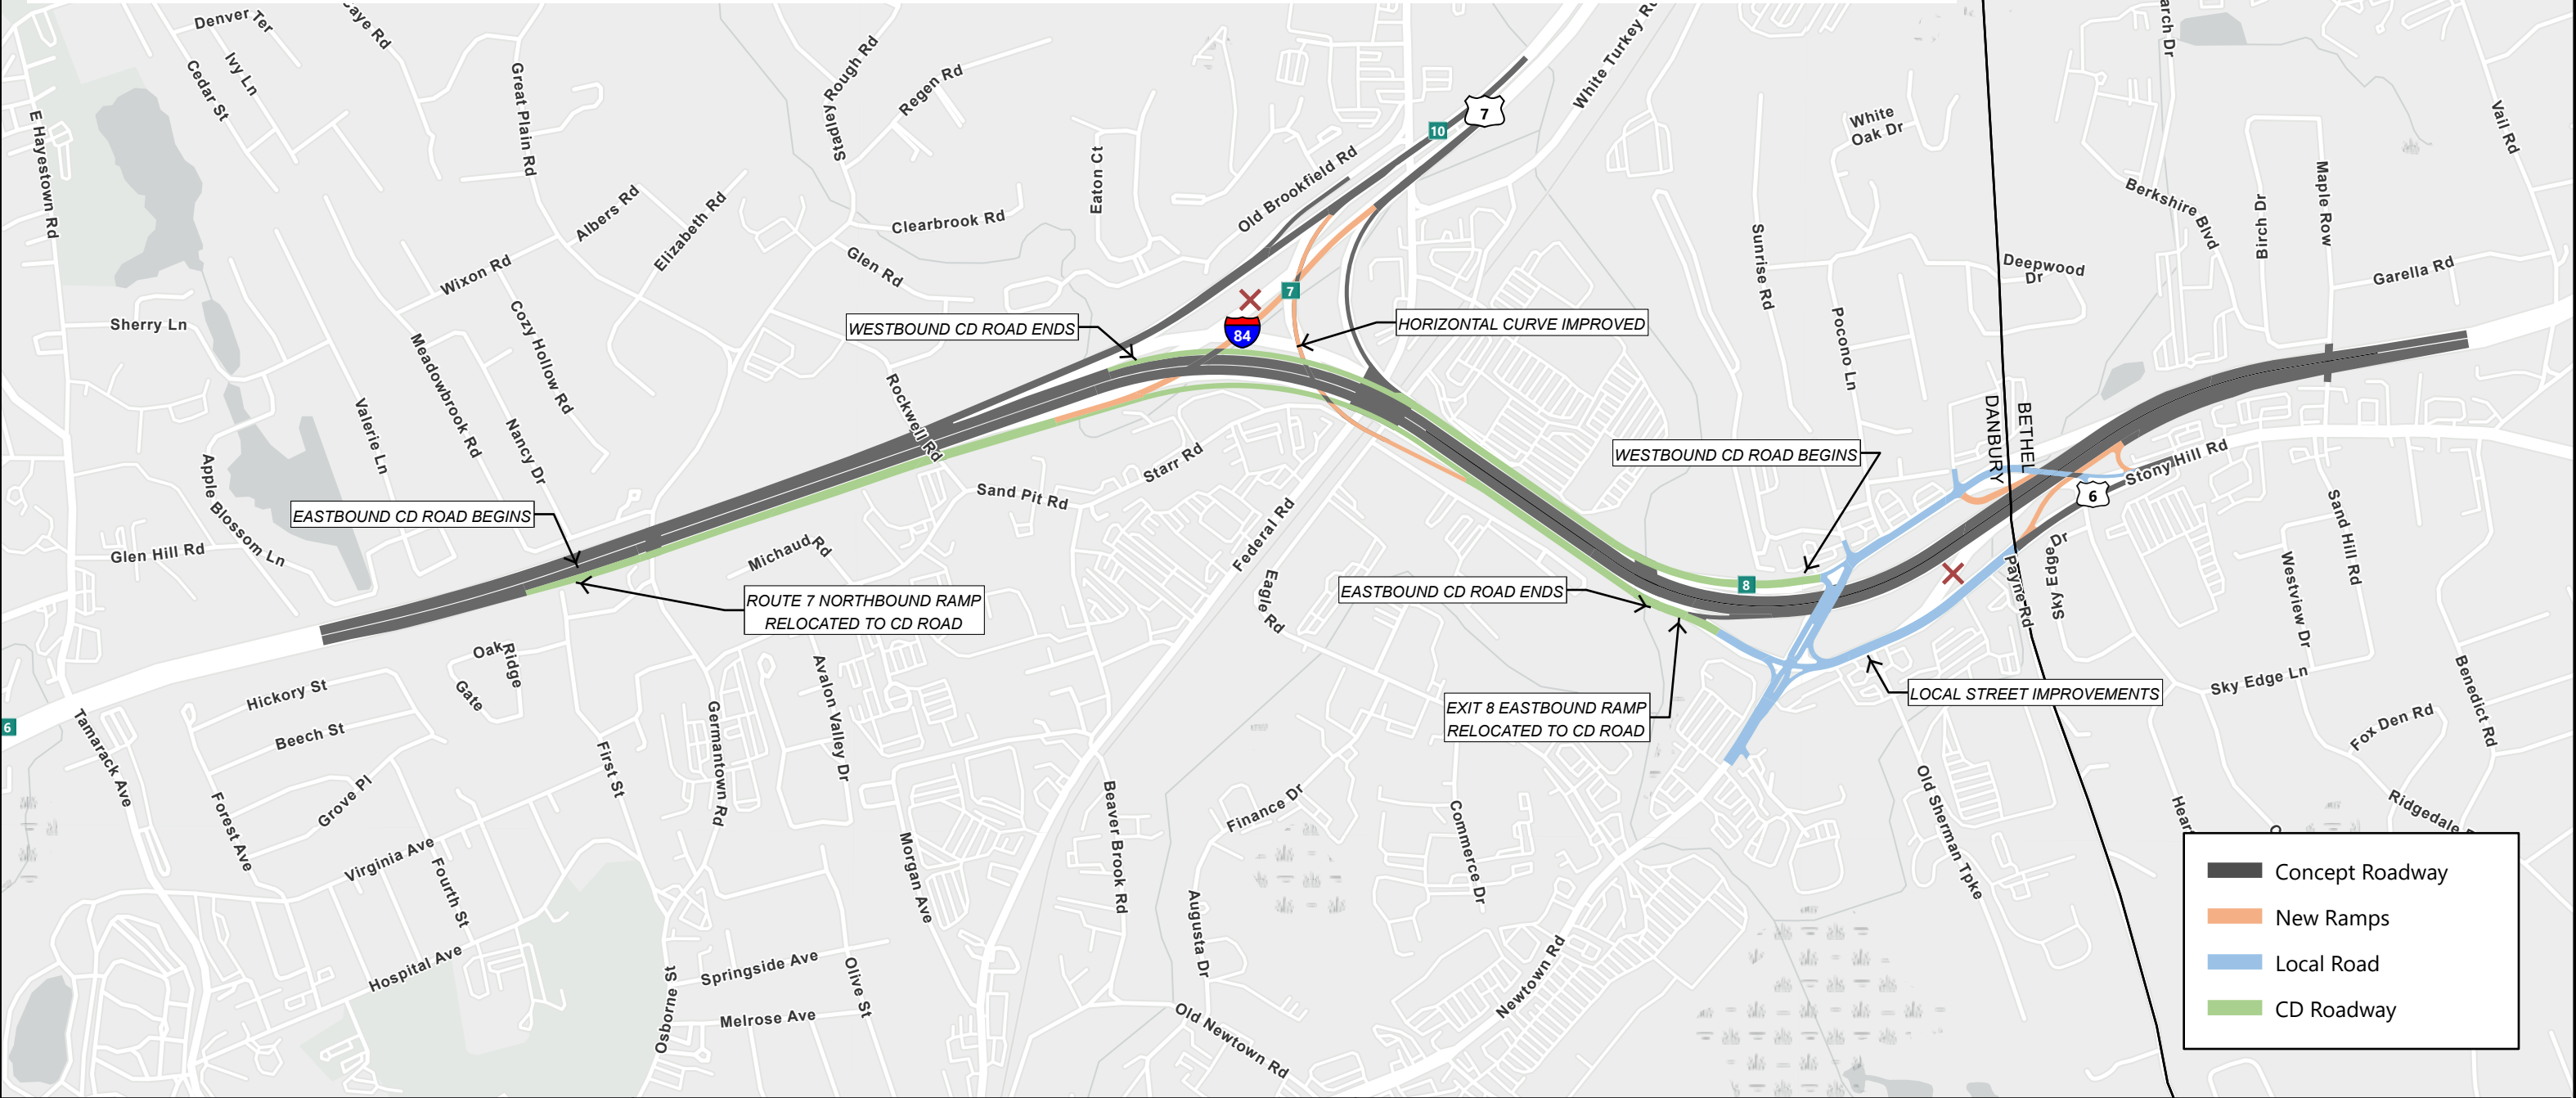 Denver Ter
Ivy Ln
Cedar St
E Hayestown Rd
Great Plain Rd
Stapley Rough Rd
Regen Rd
White Turkey Rd
7
10
Eaton Ct
Old Brookfield Rd
White
Oak Dr
Vail Rd
Berkshire Blvd
Birch Dr
Maple Row
Albers Rd
Elizabeth Rd
Clearbrook Rd
Glen Rd
Wixon Rd
Sunrise Rd
Deepwood
Dr
Garella Rd
Sherry Ln
Cozy Hollow Rd
Meadowbrook Rd
7
84
WESTBOUND CD ROAD ENDS
HORIZONTAL CURVE IMPROVED
Pocono Ln
Rockwell Rd
Valerie Ln
Nancy Dr
DANBURY
BETHEL
WESTBOUND CD ROAD BEGINS
Stony Hill Rd
6
Starr Rd
Sand Pit Rd
Apple Blossom Ln
EASTBOUND CD ROAD BEGINS
Federal Rd
Sand Hill Rd
Glen Hill Rd
Michaud Rd
Sky Edge Dr
Payne Rd
Westview Dr
8
EASTBOUND CD ROAD ENDS
Eagle Rd
ROUTE 7 NORTHBOUND RAMP
RELOCATED TO CD ROAD
Oak Ridge
Gate
Hickory St
Beech St
Avalon Valley Dr
Germantown Rd
EXIT 8 EASTBOUND RAMP
RELOCATED TO CD ROAD
LOCAL STREET IMPROVEMENTS
Sky Edge Ln
Benedict Rd
Fox Den Rd
6
Tamarack Ave
First St
Grove Pl
Forest Ave
Virginia Ave
Fourth St
Morgan Ave
Beaver Brook Rd
Finance Dr
Commerce Dr
Old Sherman Tpke
Ridgedale
Augusta Dr
Hospital Ave
Osborne St
Springside Ave
Olive St
Melrose Ave
Old Newtown Rd
Newtown Rd
Concept Roadway
New Ramps
Local Road
CD Roadway